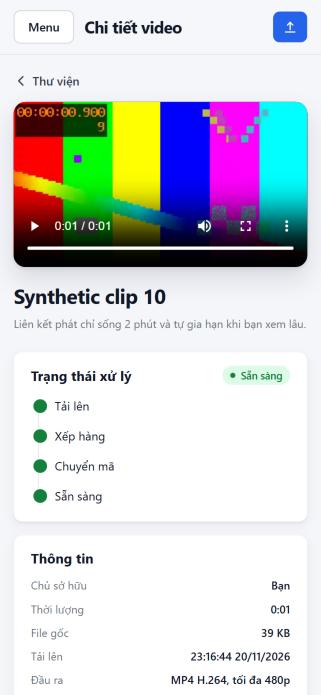 Menu
Chi tiết video
Thư viện
00:00:00.900
9
0:01 / 0:01
Synthetic clip 10
Liên kết phát chỉ sống 2 phút và tự gia hạn khi bạn xem lâu.
Trạng thái xử lý
Sẵn sàng
Tải lên
Xếp hàng
Chuyển mã
Sẵn sàng
Thông tin
Chủ sở hữu Bạn
Thời lượng 0:01
File gốc 39 KB
Tải lên 23:16:44 20/11/2026
Đầu ra MP4 H.264, tối đa 480p